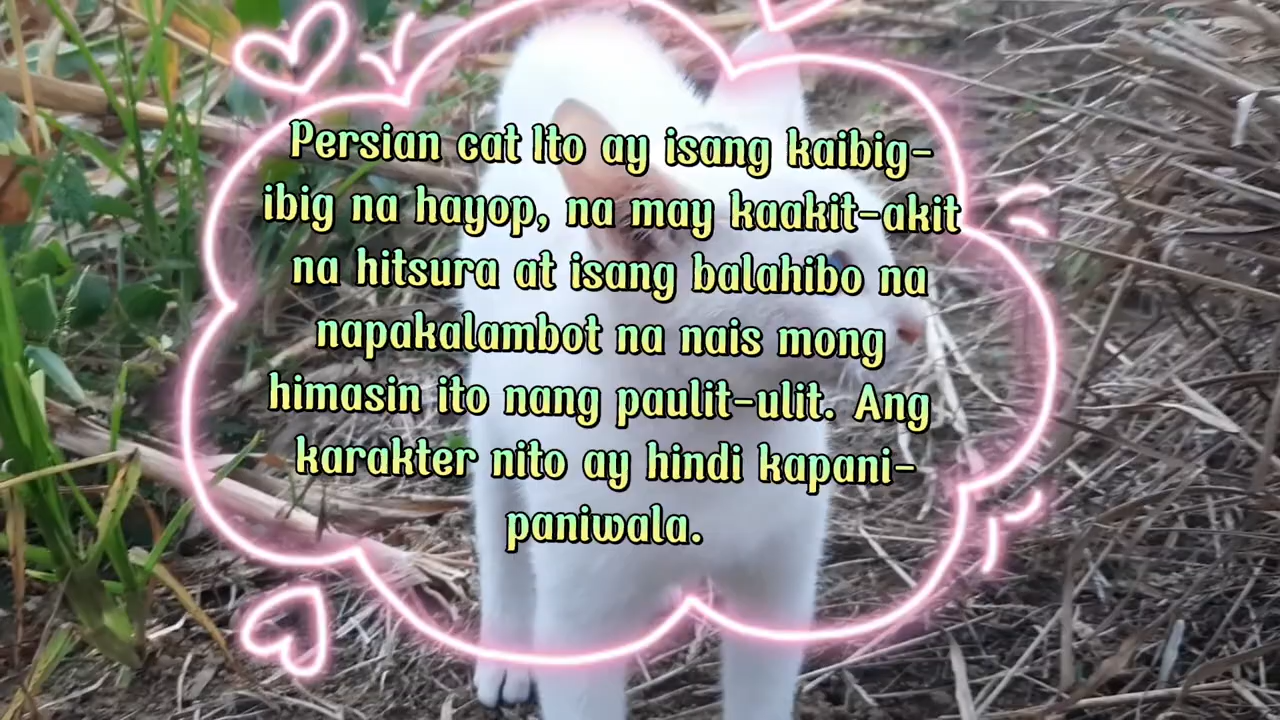 Persian cat Ito ay isang kaibig-
ibig na hayop, na may kaakit-akit
na hitsura at isang balahibo na
napakalambot na nais mong
himasin ito nang paulit-ulit. Ang
karakter nito ay hindi kapani-
paniwala.